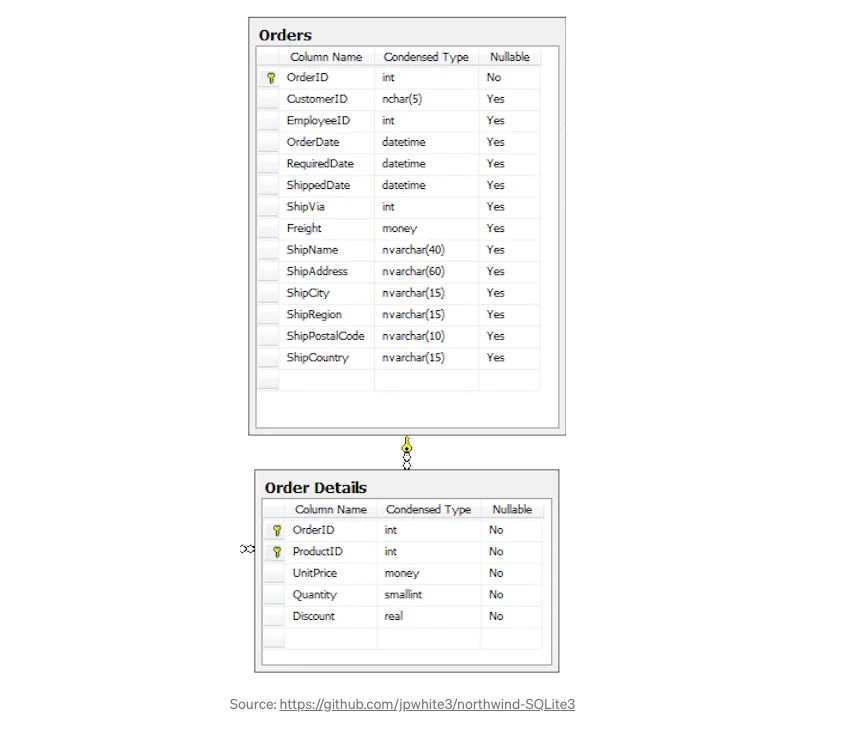 Orders
Column Name Condensed Type Nullable
OrderID int No
CustomerID nchar(5) Yes
EmployeeID int Yes
OrderDate datetime Yes
RequiredDate datetime Yes
ShippedDate datetime Yes
ShipVia int Yes
Freight money Yes
ShipName nvarchar(40) Yes
ShipAddress nvarchar(60) Yes
ShipCity nvarchar(15) Yes
ShipRegion nvarchar(15) Yes
ShipPostalCode nvarchar(10) Yes
ShipCountry nvarchar(15) Yes
Order Details
Column Name Condensed Type Nullable
OrderID int No
ProductID int No
UnitPrice money No
Quantity smallint No
Discount real No
Source: https://github.com/jpwhite3/northwind-SQLite3